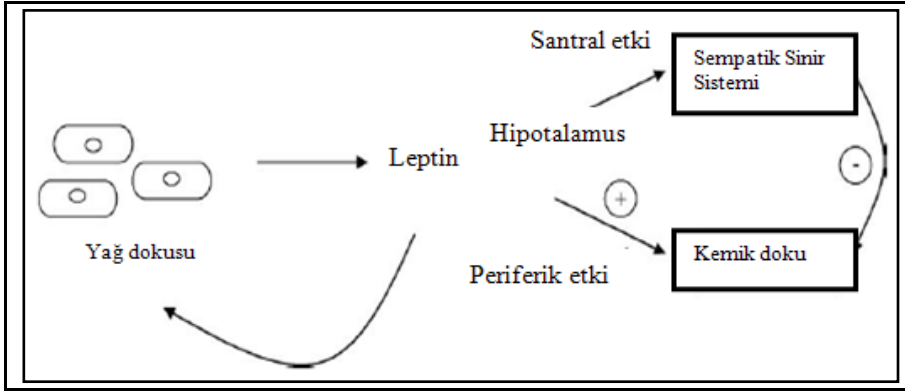 Santral etki
Sempatik Sinir
Sistemi
Hipotalamus
Leptin
+
-
Yağ dokusu
Kemik doku
Periferik etki